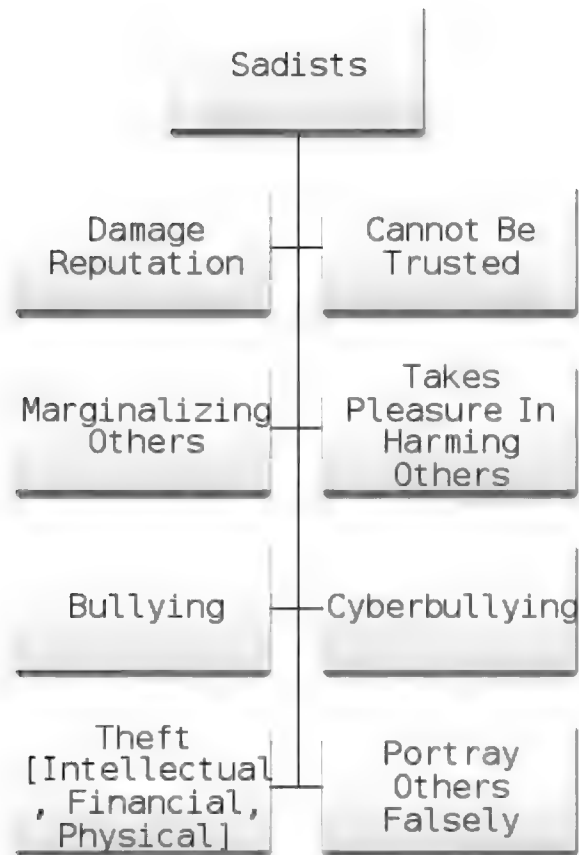 Sadists
Damage
Reputation
Cannot Be
Trusted
Marginalizing
Others
Takes
Pleasure In
Harming
Others
Bullying
Cyberbullying
Theft
[Intellectual
, Financial,
Physical]
Portray
Others
Falsely